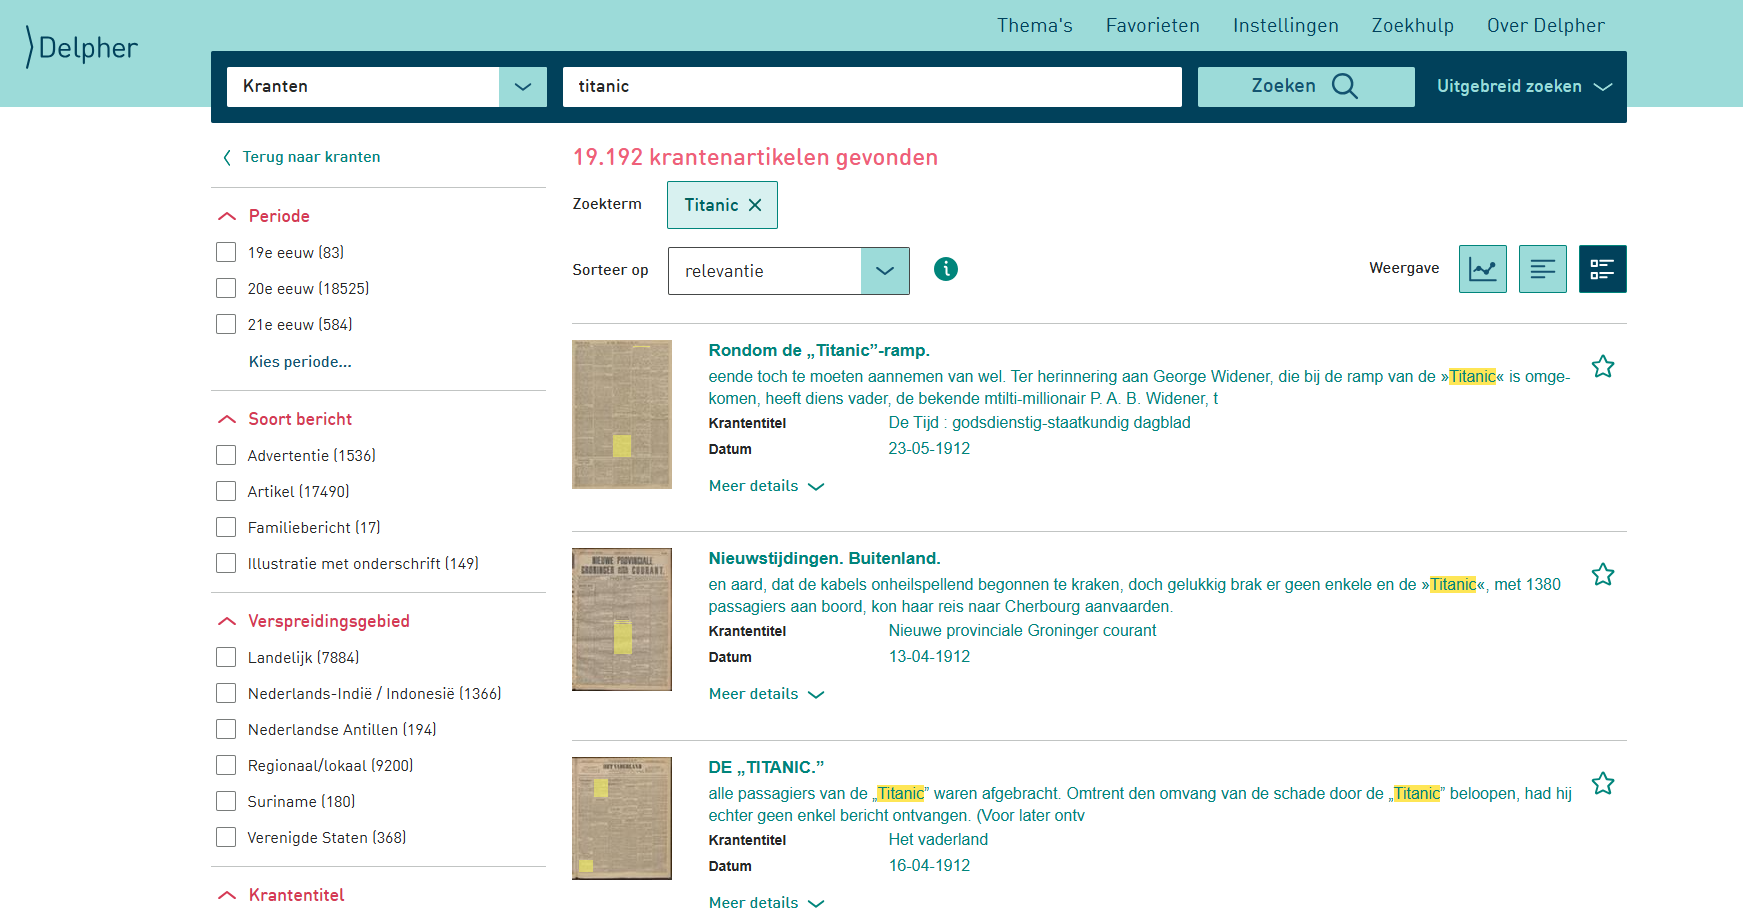 Delpher
Thema's Favorieten Instellingen Zoekhulp Over Delpher
Kranten titanic Zoeken Uitgebreid zoeken
Terug naar kranten
Periode
19e eeuw (83)
20e eeuw (18525)
21e eeuw (584)
Kies periode...
Soort bericht
Advertentie (1536)
Artikel (17490)
Familiebericht (17)
Illustratie met onderschrift (149)
Verspreidingsgebied
Landelijk (7884)
Nederlands-Indië / Indonesië (1366)
Nederlandse Antillen (194)
Regionaal/lokaal (9200)
Suriname (180)
Verenigde Staten (368)
Krantentitel
19.192 krantenartikelen gevonden
Zoekterm Titanic
Sorteer op relevantie
Weergave
Rondom de „Titanic”-ramp.
eende toch te moeten aannemen van wel. Ter herinnering aan George Widener, die bij de ramp van de »Titanic« is omge-
komen, heeft diens vader, de bekende mtilti-millionair P. A. B. Widener, t
Krantentitel De Tijd : godsdienstig-staatkundig dagblad
Datum 23-05-1912
Meer details
NIEUWE PROVINCIALE
GRONINGER COURANT.
Nieuwstijdingen. Buitenland.
en aard, dat de kabels onheilspellend begonnen te kraken, doch gelukkig brak er geen enkele en de »Titanic«, met 1380
passagiers aan boord, kon haar reis naar Cherbourg aanvaarden.
Krantentitel Nieuwe provinciale Groninger courant
Datum 13-04-1912
Meer details
HET VADERLAND
DE „TITANIC.”
alle passagiers van de „Titanic” waren afgebracht. Omtrent den omvang van de schade door de „Titanic” beloopen, had hij
echter geen enkel bericht ontvangen. (Voor later ontv
Krantentitel Het vaderland
Datum 16-04-1912
Meer details